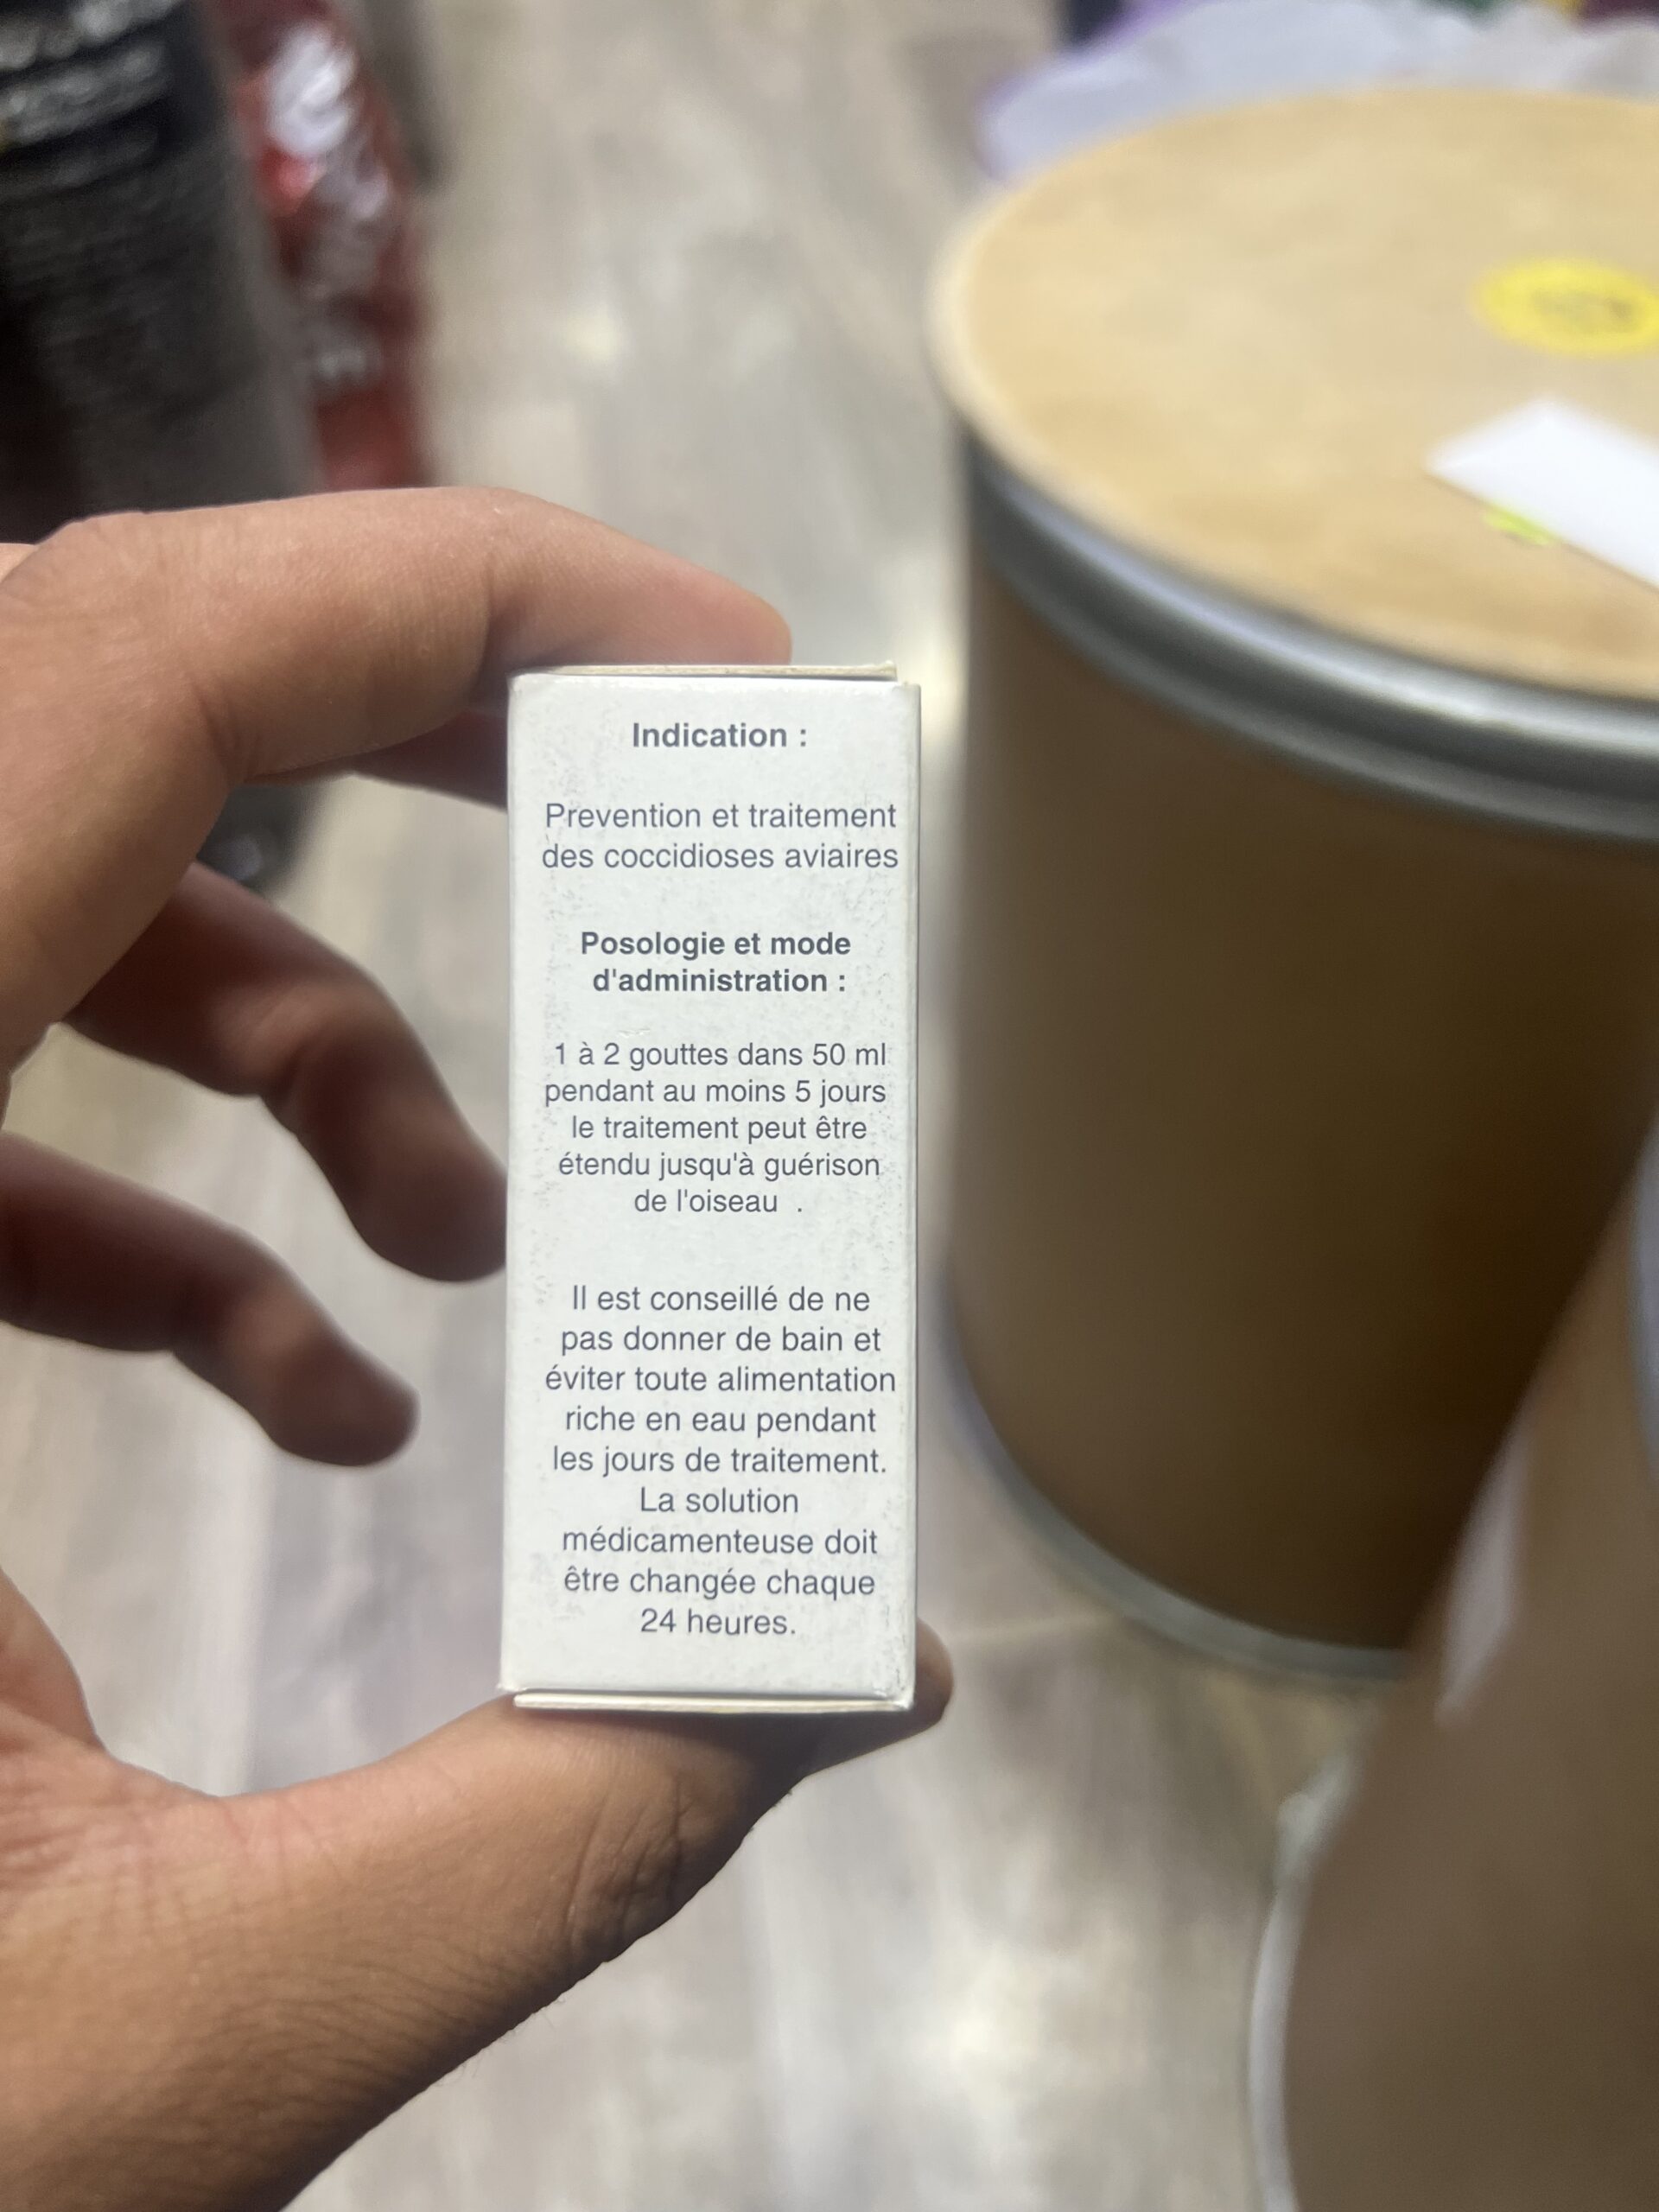 Indication :
Prevention et traitement
des coccidioses aviaires
Posologie et mode
d'administration :
1 à 2 gouttes dans 50 ml
pendant au moins 5 jours
le traitement peut être
étendu jusqu'à guérison
de l'oiseau .
Il est conseillé de ne
pas donner de bain et
éviter toute alimentation
riche en eau pendant
les jours de traitement.
La solution
médicamenteuse doit
être changée chaque
24 heures.